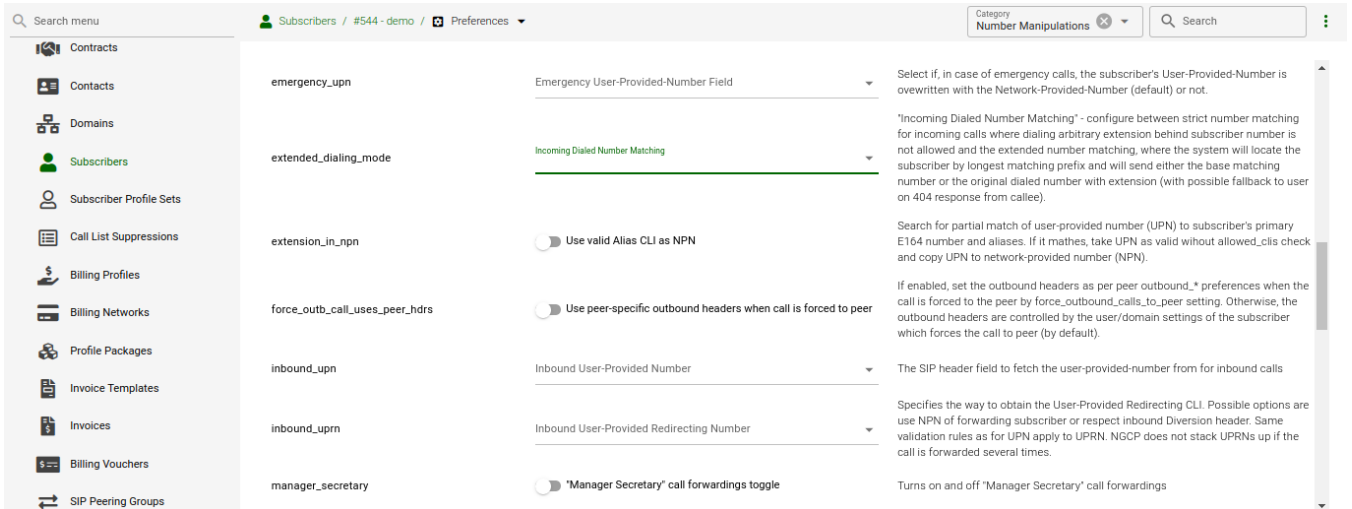 Search menu
Subscribers / #544 - demo / Preferences
Category
Number Manipulations
Search
Contracts
Contacts
Domains
Subscribers
Subscriber Profile Sets
Call List Suppressions
Billing Profiles
Billing Networks
Profile Packages
Invoice Templates
Invoices
Billing Vouchers
SIP Peering Groups
emergency_upn
Emergency User-Provided-Number Field
Select if, in case of emergency calls, the subscriber's User-Provided-Number is
ovewritten with the Network-Provided-Number (default) or not.
extended_dialing_mode
Incoming Dialed Number Matching
"Incoming Dialed Number Matching" - configure between strict number matching
for incoming calls where dialing arbitrary extension behind subscriber number is
not allowed and the extended number matching, where the system will locate the
subscriber by longest matching prefix and will send either the base matching
number or the original dialed number with extension (with possible fallback to user
on 404 response from callee).
extension_in_npn
Use valid Alias CLI as NPN
Search for partial match of user-provided number (UPN) to subscriber's primary
E164 number and aliases. If it mathes, take UPN as valid wihout allowed_clis check
and copy UPN to network-provided number (NPN).
force_outb_call_uses_peer_hdrs
Use peer-specific outbound headers when call is forced to peer
If enabled, set the outbound headers as per peer outbound_* preferences when the
call is forced to the peer by force_outbound_calls_to_peer setting. Otherwise, the
outbound headers are controlled by the user/domain settings of the subscriber
which forces the call to peer (by default).
inbound_upn
Inbound User-Provided Number
The SIP header field to fetch the user-provided-number from for inbound calls
inbound_uprn
Inbound User-Provided Redirecting Number
Specifies the way to obtain the User-Provided Redirecting CLI. Possible options are
use NPN of forwarding subscriber or respect inbound Diversion header. Same
validation rules as for UPN apply to UPRN. NGCP does not stack UPRNs up if the
call is forwarded several times.
manager_secretary
"Manager Secretary" call forwardings toggle
Turns on and off "Manager Secretary" call forwardings